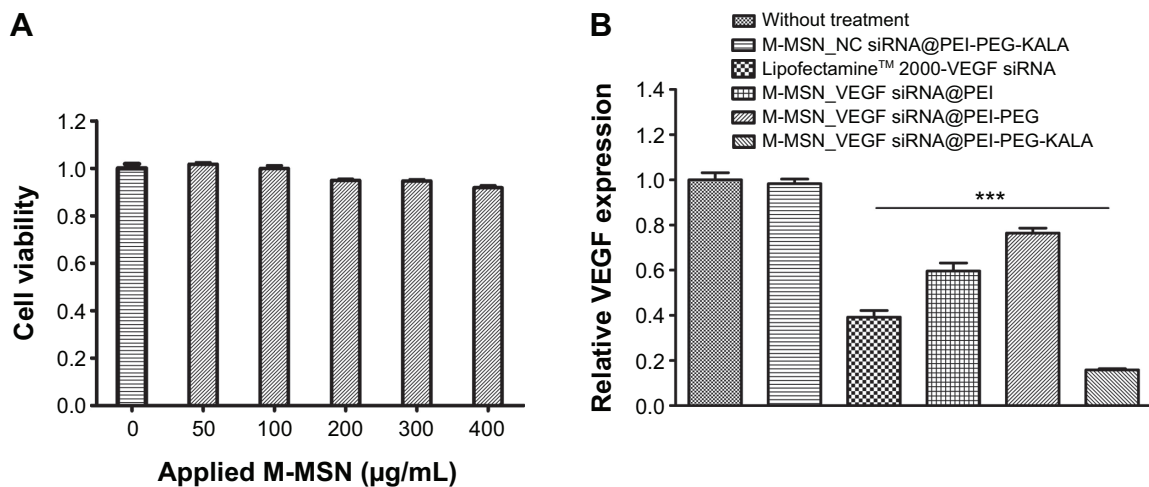 A
Cell viability
1.2
1.0
0.8
0.6
0.4
0.2
0.0
0 50 100 200 300 400
Applied M-MSN (µg/mL)
B
Without treatment
M-MSN_NC siRNA@PEI-PEG-KALA
Lipofectamine™ 2000-VEGF siRNA
M-MSN_VEGF siRNA@PEI
M-MSN_VEGF siRNA@PEI-PEG
M-MSN_VEGF siRNA@PEI-PEG-KALA
Relative VEGF expression
1.4
1.2
1.0
0.8
0.6
0.4
0.2
0.0
***